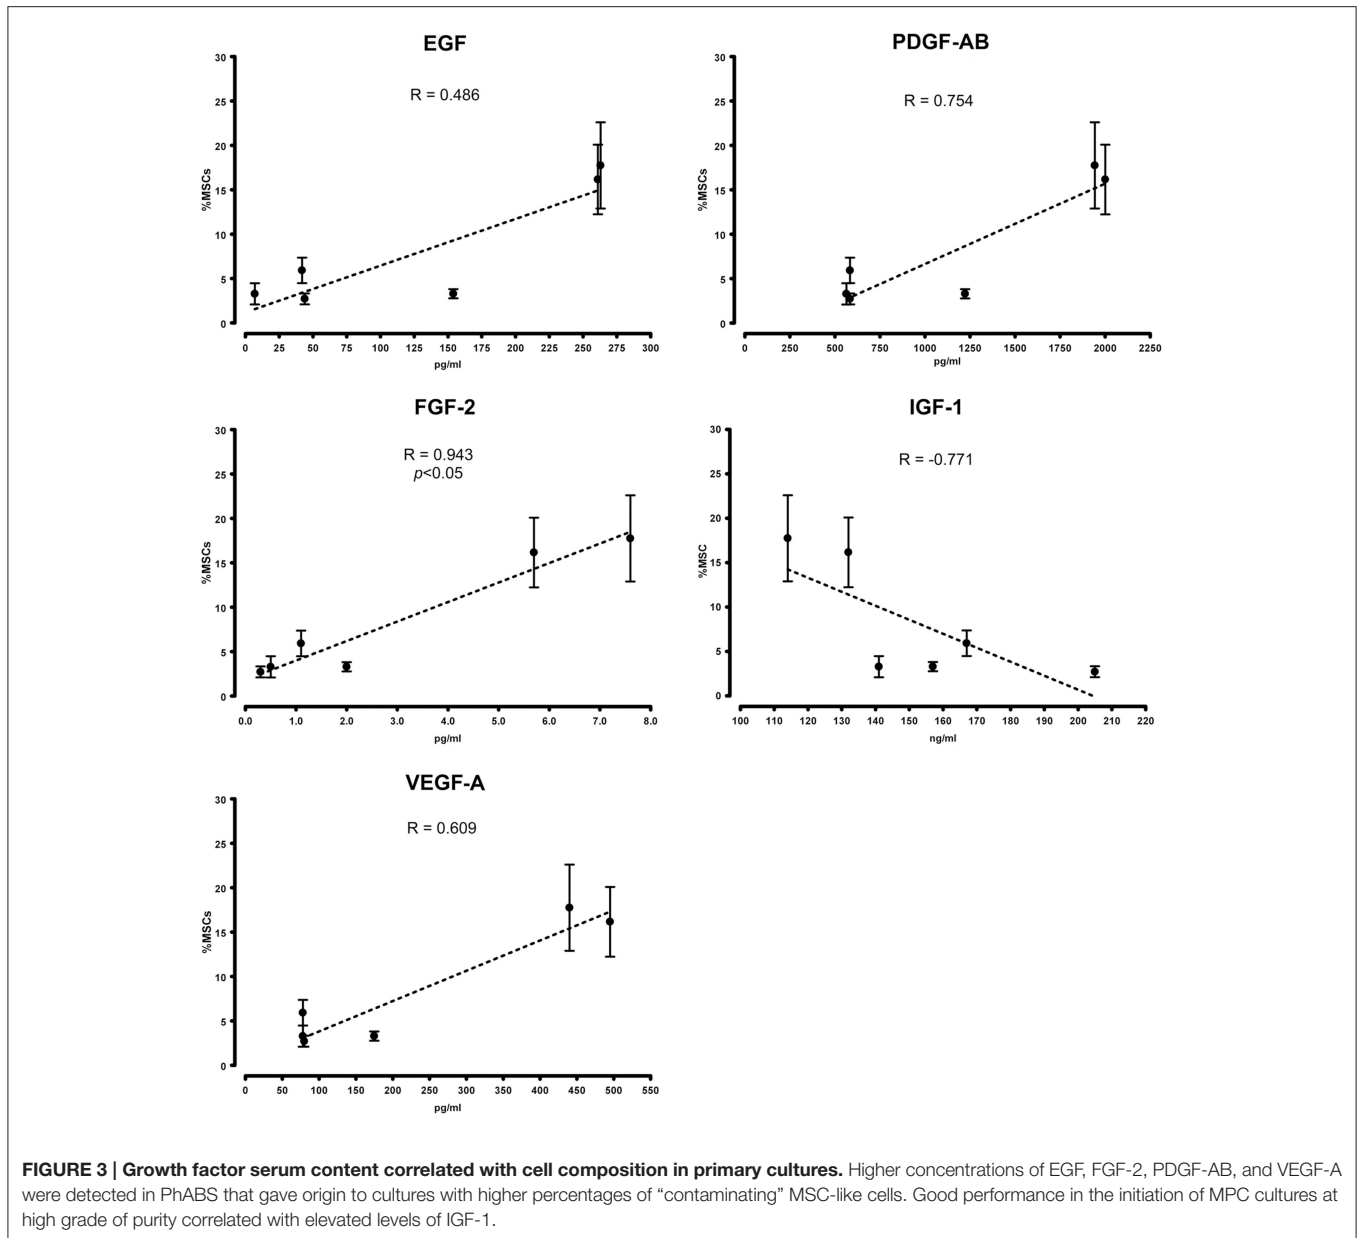 EGF
R = 0.486
%MSCs
30
25
20
15
10
5
0
0 25 50 75 100 125 150 175 200 225 250 275 300
pg/ml
PDGF-AB
R = 0.754
%MSCs
30
25
20
15
10
5
0
0 250 500 750 1000 1250 1500 1750 2000 2250
pg/ml
FGF-2
R = 0.943
p<0.05
%MSCs
30
25
20
15
10
5
0
0.0 1.0 2.0 3.0 4.0 5.0 6.0 7.0 8.0
pg/ml
IGF-1
R = -0.771
%MSC
30
25
20
15
10
5
0
100 110 120 130 140 150 160 170 180 190 200 210 220
ng/ml
VEGF-A
R = 0.609
%MSCs
30
25
20
15
10
5
0
0 50 100 150 200 250 300 350 400 450 500 550
pg/ml
FIGURE 3 | Growth factor serum content correlated with cell composition in primary cultures. Higher concentrations of EGF, FGF-2, PDGF-AB, and VEGF-A
were detected in PhABS that gave origin to cultures with higher percentages of “contaminating” MSC-like cells. Good performance in the initiation of MPC cultures at
high grade of purity correlated with elevated levels of IGF-1.